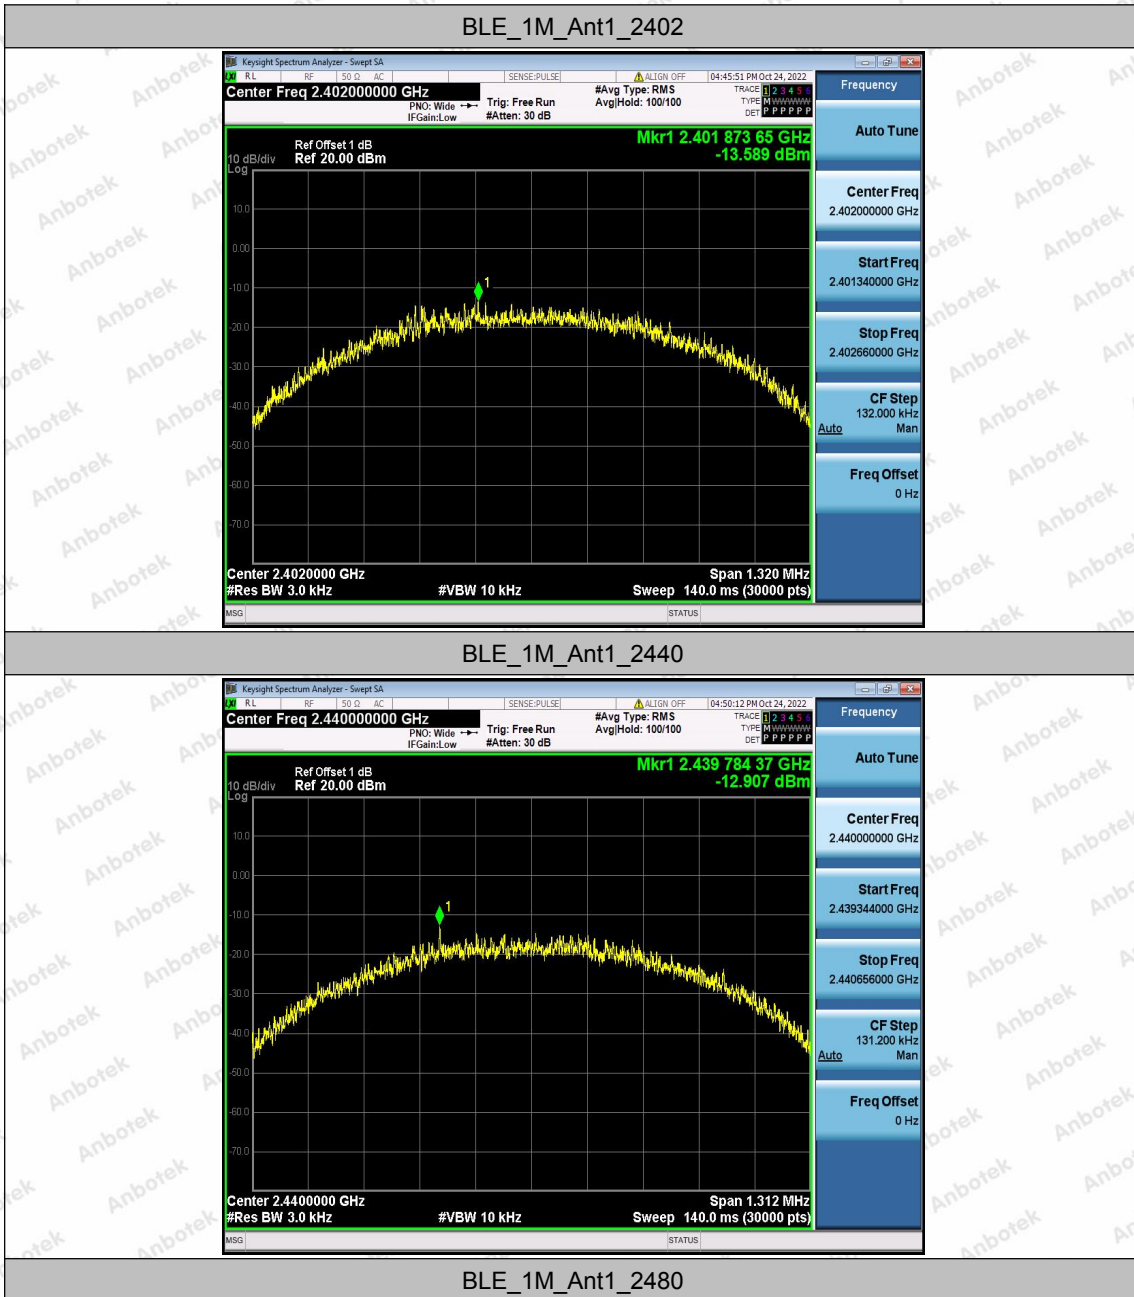 BLE_1M_Ant1_2402
Keysight Spectrum Analyzer - Swept SA
LXI RL RF 50 Ω AC SENSE:PULSE ALIGN OFF 04:45:51 PM Oct 24, 2022
Center Freq 2.402000000 GHz
PNO: Wide
IFGain:Low
Trig: Free Run
#Atten: 30 dB
#Avg Type: RMS
Avg|Hold: 100/100
TRACE 1 2 3 4 5 6
TYPE M W W W W W
DET P P P P P P
Frequency
Auto Tune
Center Freq
2.402000000 GHz
Start Freq
2.401340000 GHz
Stop Freq
2.402660000 GHz
CF Step
132.000 kHz
Auto Man
Freq Offset
0 Hz
Mkr1 2.401 873 65 GHz
-13.589 dBm
Ref Offset 1 dB
10 dB/div Ref 20.00 dBm
Log
10.0
0.00
-10.0
-20.0
-30.0
-40.0
-50.0
-60.0
-70.0
1
Center 2.4020000 GHz Span 1.320 MHz
#Res BW 3.0 kHz #VBW 10 kHz Sweep 140.0 ms (30000 pts)
MSG STATUS
BLE_1M_Ant1_2440
Keysight Spectrum Analyzer - Swept SA
LXI RL RF 50 Ω AC SENSE:PULSE ALIGN OFF 04:50:12 PM Oct 24, 2022
Center Freq 2.440000000 GHz
PNO: Wide
IFGain:Low
Trig: Free Run
#Atten: 30 dB
#Avg Type: RMS
Avg|Hold: 100/100
TRACE 1 2 3 4 5 6
TYPE M W W W W W
DET P P P P P P
Frequency
Auto Tune
Center Freq
2.440000000 GHz
Start Freq
2.439344000 GHz
Stop Freq
2.440656000 GHz
CF Step
131.200 kHz
Auto Man
Freq Offset
0 Hz
Mkr1 2.439 784 37 GHz
-12.907 dBm
Ref Offset 1 dB
10 dB/div Ref 20.00 dBm
Log
10.0
0.00
-10.0
-20.0
-30.0
-40.0
-50.0
-60.0
-70.0
1
Center 2.4400000 GHz Span 1.312 MHz
#Res BW 3.0 kHz #VBW 10 kHz Sweep 140.0 ms (30000 pts)
MSG STATUS
BLE_1M_Ant1_2480
Anbotek